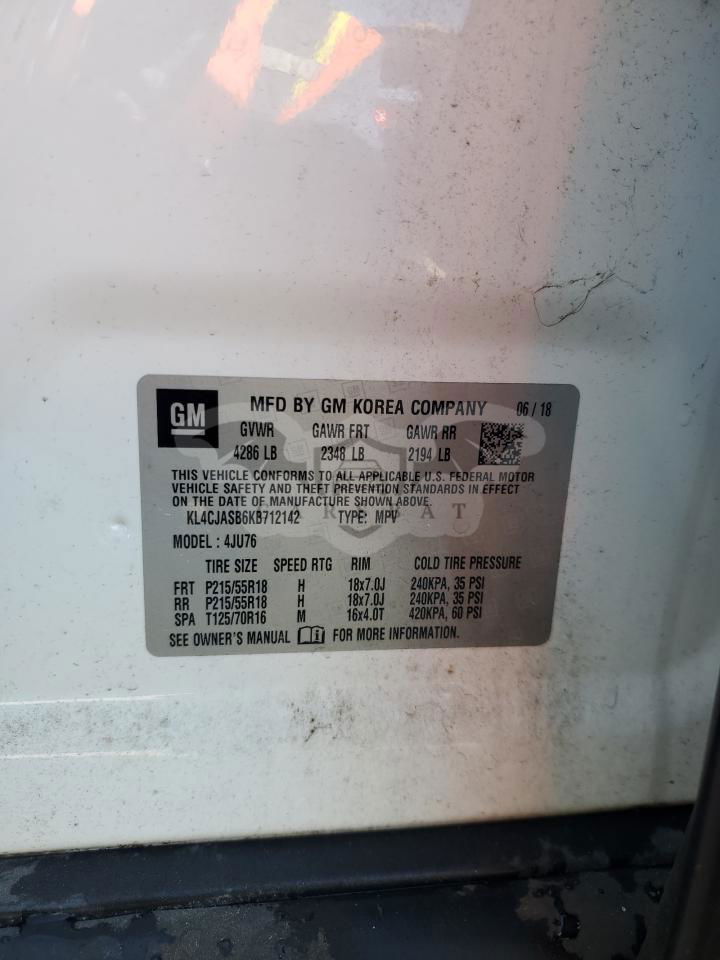 GM MFD BY GM KOREA COMPANY 06 / 18
GVWR GAWR FRT GAWR RR
4286 LB 2348 LB 2194 LB
THIS VEHICLE CONFORMS TO ALL APPLICABLE U.S. FEDERAL MOTOR
VEHICLE SAFETY AND THEFT PREVENTION STANDARDS IN EFFECT
ON THE DATE OF MANUFACTURE SHOWN ABOVE.
KL4CJASB6KB712142 TYPE: MPV
MODEL : 4JU76
TIRE SIZE SPEED RTG RIM COLD TIRE PRESSURE
FRT P215/55R18 H 18x7.0J 240KPA, 35 PSI
RR P215/55R18 H 18x7.0J 240KPA, 35 PSI
SPA T125/70R16 M 16x4.0T 420KPA, 60 PSI
SEE OWNER'S MANUAL FOR MORE INFORMATION.